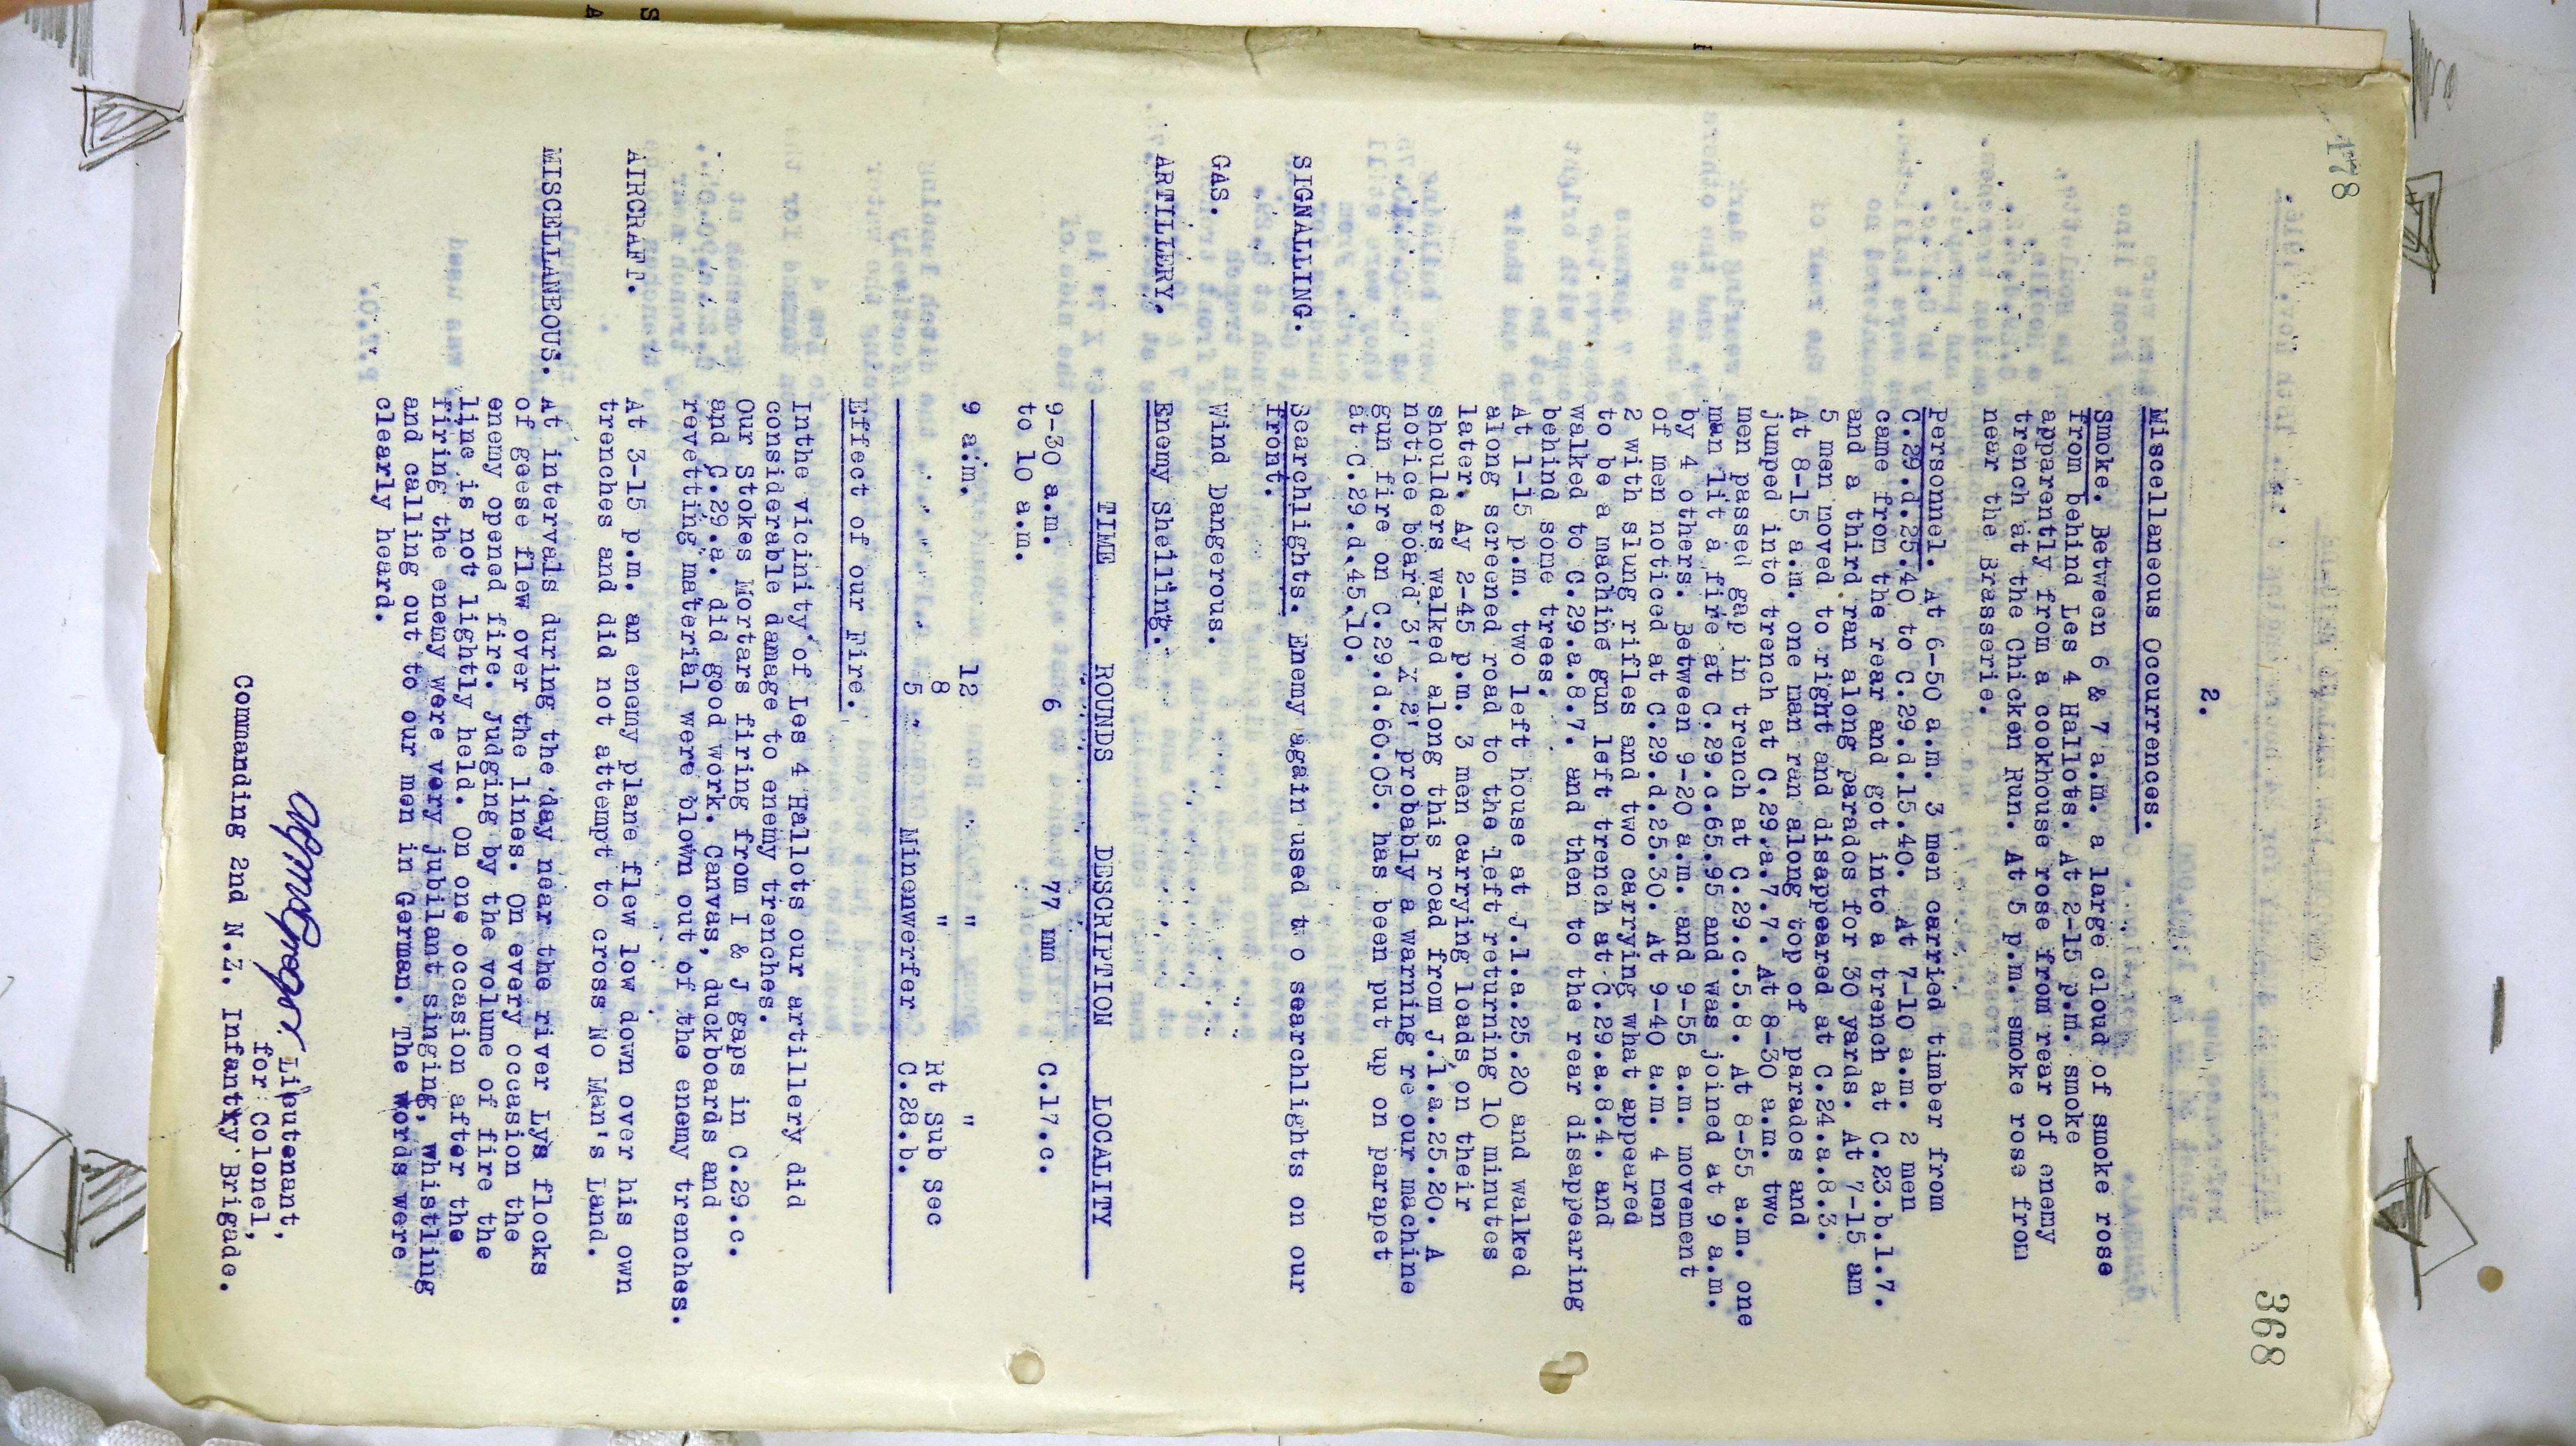 178
368
2.
Miscellaneous Occurrences.
Smoke. Between 6 & 7 a.m. a large cloud of smoke rose
from behind Les 4 Hallots. At 2-15 p.m. smoke
apparently from a cookhouse rose from rear of enemy
trench at the Chicken Run. At 5 p.m. smoke rose from
near the Brasserie.
Personnel. At 6-50 a.m. 3 men carried timber from
C.29.d.25.40 to C.29.d.15.40. At 7-10 a.m. 2 men
came from the rear and got into a trench at C.23.b.1.7.
and a third ran along parados for 30 yards. At 7-15 am
5 men moved to right and disappeared at C.24.a.8.3.
At 8-15 a.m. one man ran along top of parados and
jumped into trench at C.29.a.7.7. At 8-30 a.m. two
men passed gap in trench at C.29.c.5.8. At 8-55 a.m. one
man lit a fire at C.29.c.65.95 and was joined at 9 a.m.
by 4 others. Between 9-20 a.m. and 9-55 a.m. movement
of men noticed at C.29.d.25.30. At 9-40 a.m. 4 men
2 with slung rifles and two carrying what appeared
to be a machine gun left trench at C.29.a.8.4. and
walked to C.29.a.8.7. and then to the rear disappearing
behind some trees.
At 1-15 p.m. two left house at J.1.a.25.20 and walked
along screened road to the left returning 10 minutes
later. Ay 2-45 p.m. 3 men carrying loads on their
shoulders walked along this road from J.1.a.25.20. A
notice board 3' X 2' probably a warning re our machine
gun fire on C.29.d.60.05. has been put up on parapet
at C.29.d.45.10.
SIGNALLING. Searchlights. Enemy again used t o searchlights on our
front.
GAS. Wind Dangerous.
ARTILLERY. Enemy Shelling.
TIME ROUNDS DESCRIPTION LOCALITY
9-30 a.m. 6 77 mm C.17.c.
to 10 a.m.
9 a.m. 12 " "
8 " Rt Sub Sec
5 Minenwerfer C.28.b.
Effect of our Fire.
Inthe vicinity of Les 4 Hallots our artillery did
considerable damage to enemy trenches.
Our Stokes Mortars firing from I & J gaps in C.29.c.
and C.29.a. did good work. Canvas, duckboards and
revetting material were blown out of the enemy trenches.
AIRCRAFT. At 3-15 p.m. an enemy plane flew low down over his own
trenches and did not attempt to cross No Man's Land.
MISCELLANEOUS. At intervals during the day near the river Lys flocks
of geese flew over the lines. On every occasion the
enemy opened fire. Judging by the volume of fire the
line is not lightly held. On one occasion after the
firing the enemy were very jubilant singing, whistling
and calling out to our men in German. The words were
clearly heard.
Lieutenant,
for Colonel,
Commanding 2nd N.Z. Infantry Brigade.